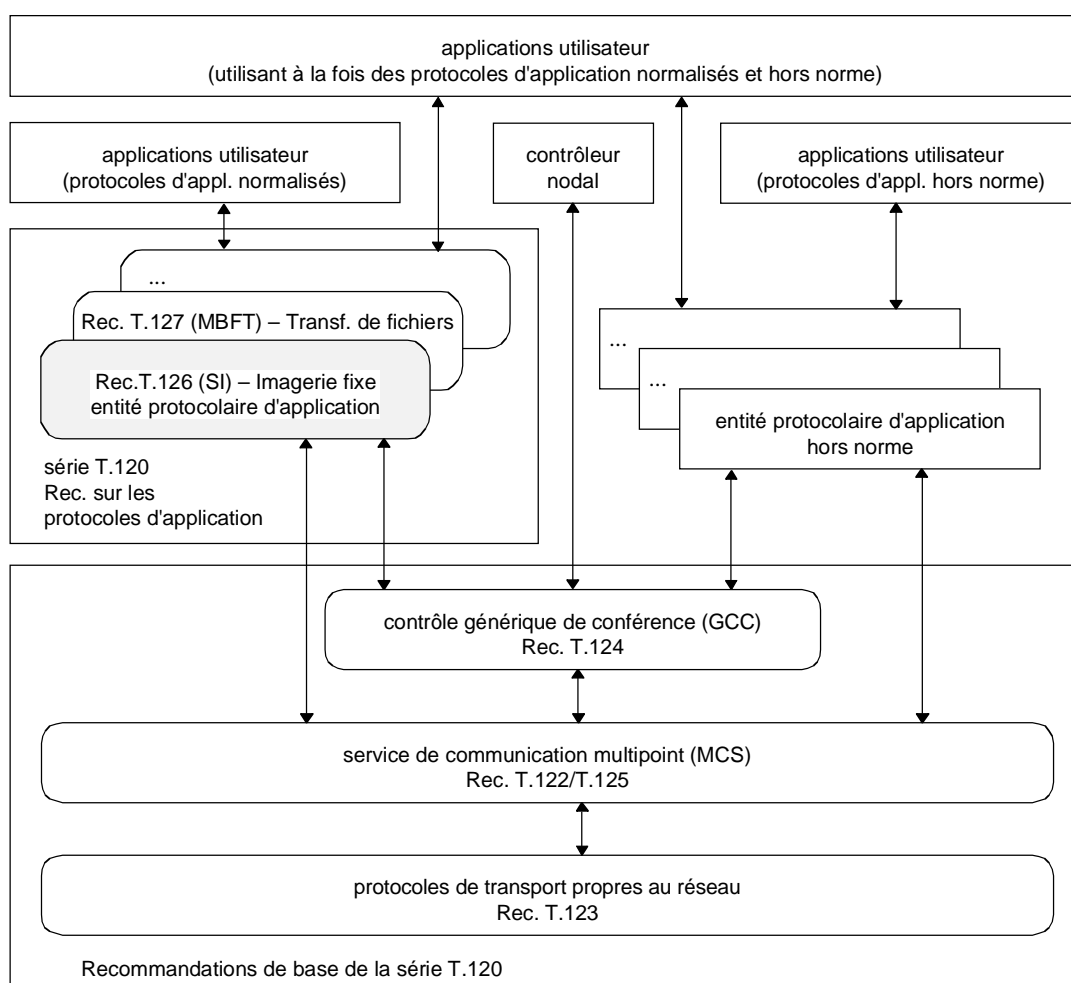 applications utilisateur
(utilisant à la fois des protocoles d'application normalisés et hors norme)
applications utilisateur
(protocoles d'appl. normalisés)
contrôleur
nodal
applications utilisateur
(protocoles d'appl. hors norme)
...
Rec. T.127 (MBFT) – Transf. de fichiers
Rec.T.126 (SI) – Imagerie fixe
entité protocolaire d'application
série T.120
Rec. sur les
protocoles d'application
...
...
entité protocolaire d'application
hors norme
contrôle générique de conférence (GCC)
Rec. T.124
service de communication multipoint (MCS)
Rec. T.122/T.125
protocoles de transport propres au réseau
Rec. T.123
Recommandations de base de la série T.120